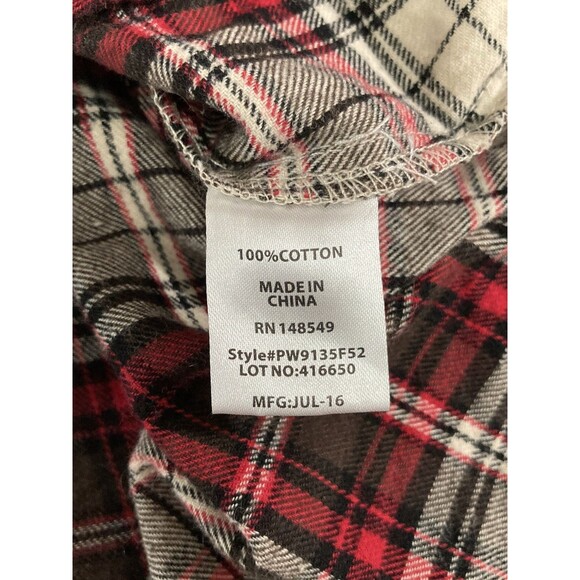 100%COTTON
MADE IN
CHINA
RN 148549
Style#PW9135F52
LOT NO:416650
MFG:JUL-16